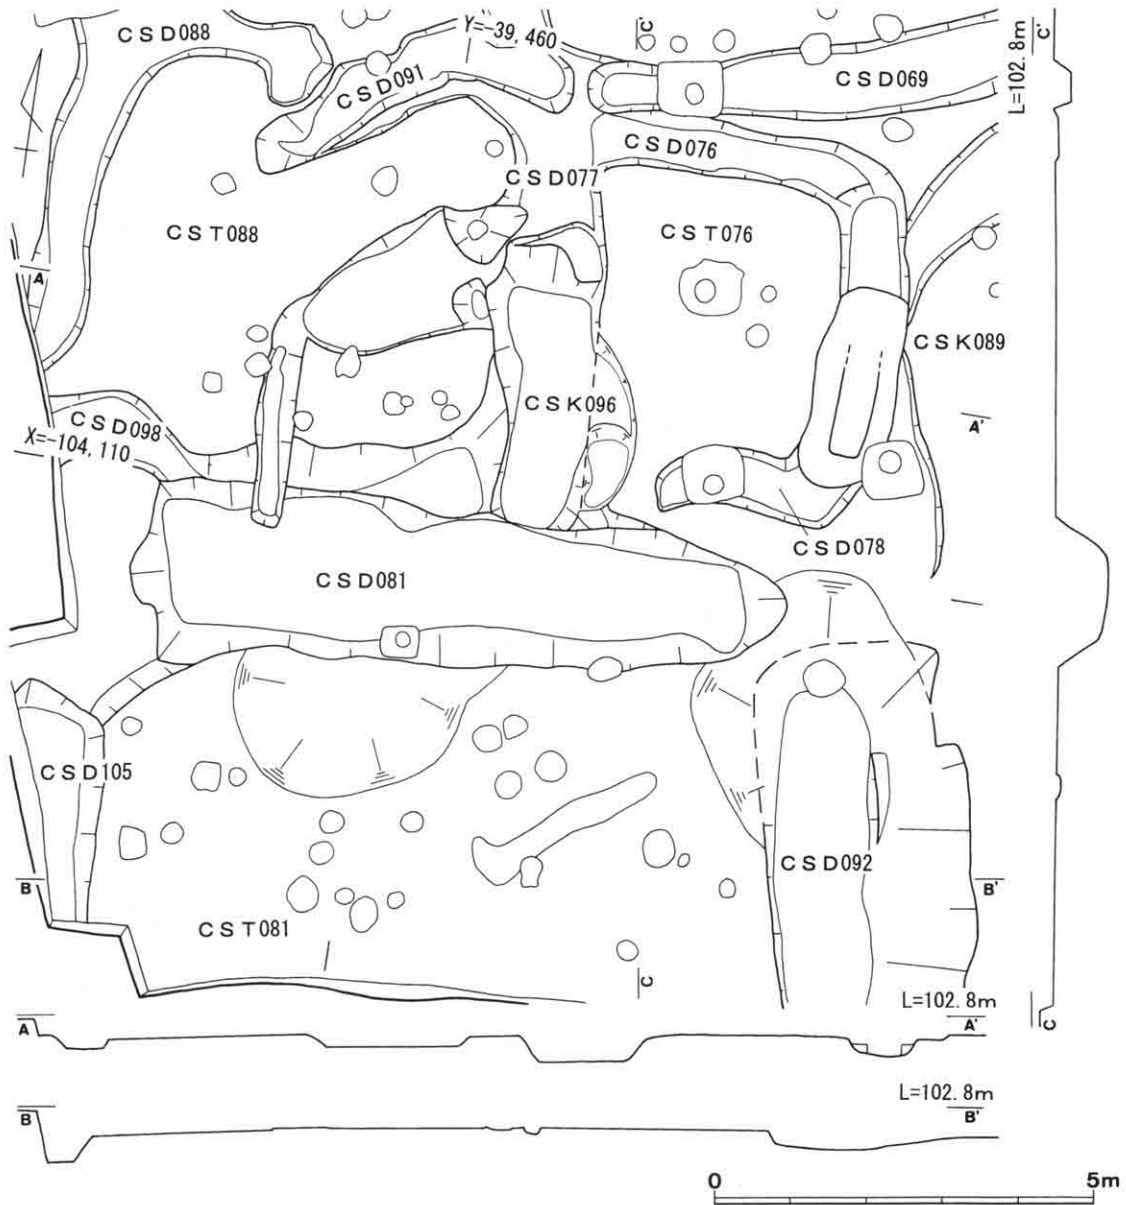 CSD088
Y=-39,460
C'
L=102.8m
C'
CSD091
CSD069
CSD076
CSD077
CST088
CST076
A
CSK089
CSK096
A'
CSD098
X=-104,110
CSD078
CSD081
CSD105
CSD092
B
B'
CST081
C
L=102.8m
C
A
A'
L=102.8m
B
B'
0
5m